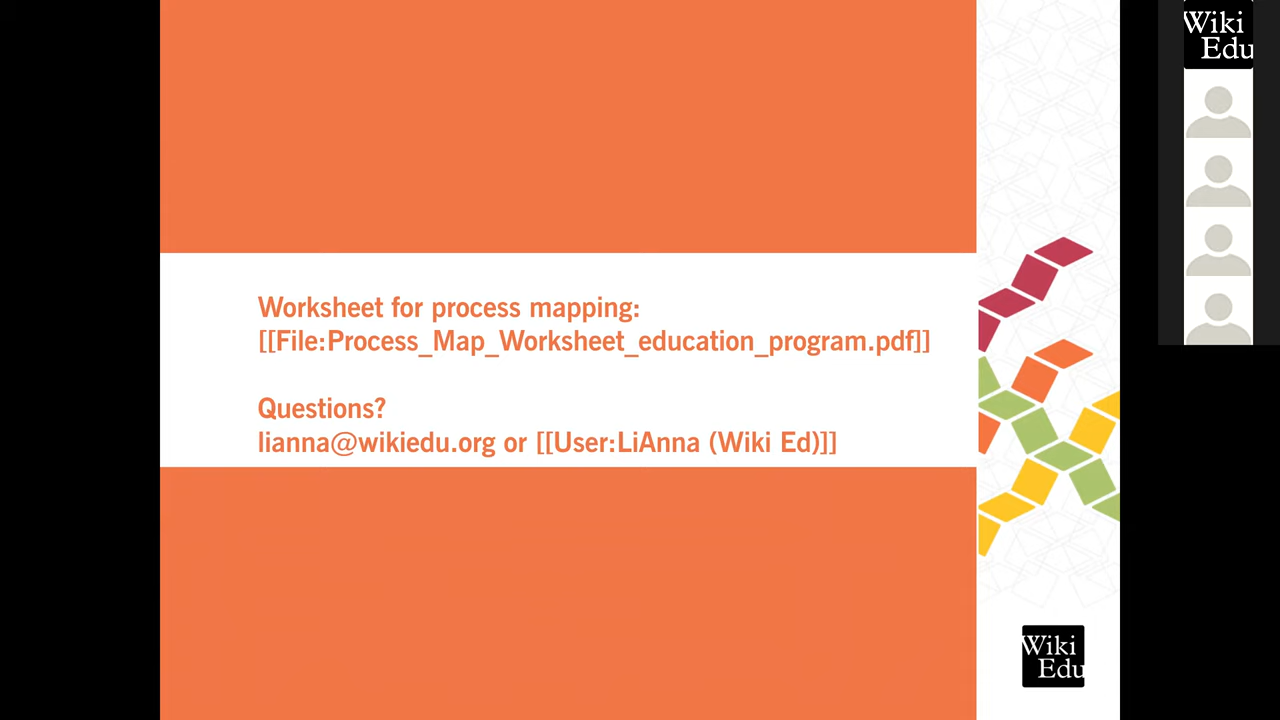 Wiki
Edu
Worksheet for process mapping:
[[File:Process_Map_Worksheet_education_program.pdf]]
Questions?
lianna@wikiedu.org or [[User:LiAnna (Wiki Ed)]]
Wiki
Edu